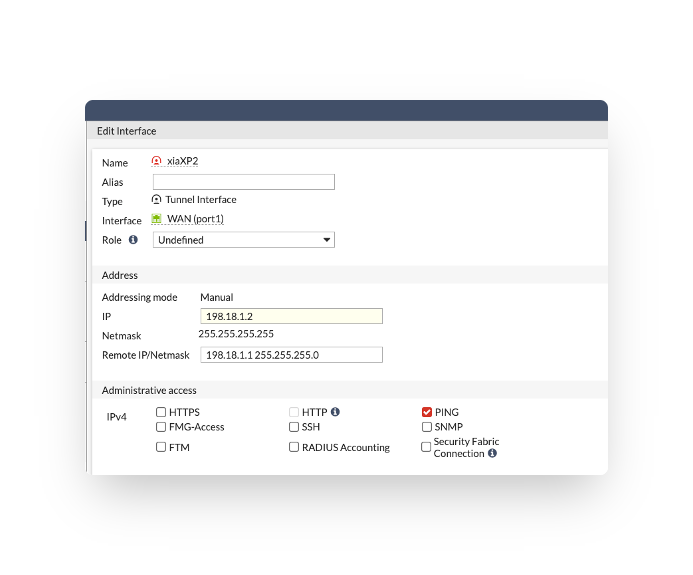 Edit Interface
Name xiaXP2
Alias
Type Tunnel Interface
Interface WAN (port1)
Role Undefined
Address
Addressing mode Manual
IP 198.18.1.2
Netmask 255.255.255.255
Remote IP/Netmask 198.18.1.1 255.255.255.0
Administrative access
IPv4 HTTPS HTTP PING
FMG-Access SSH SNMP
FTM RADIUS Accounting Security Fabric
Connection